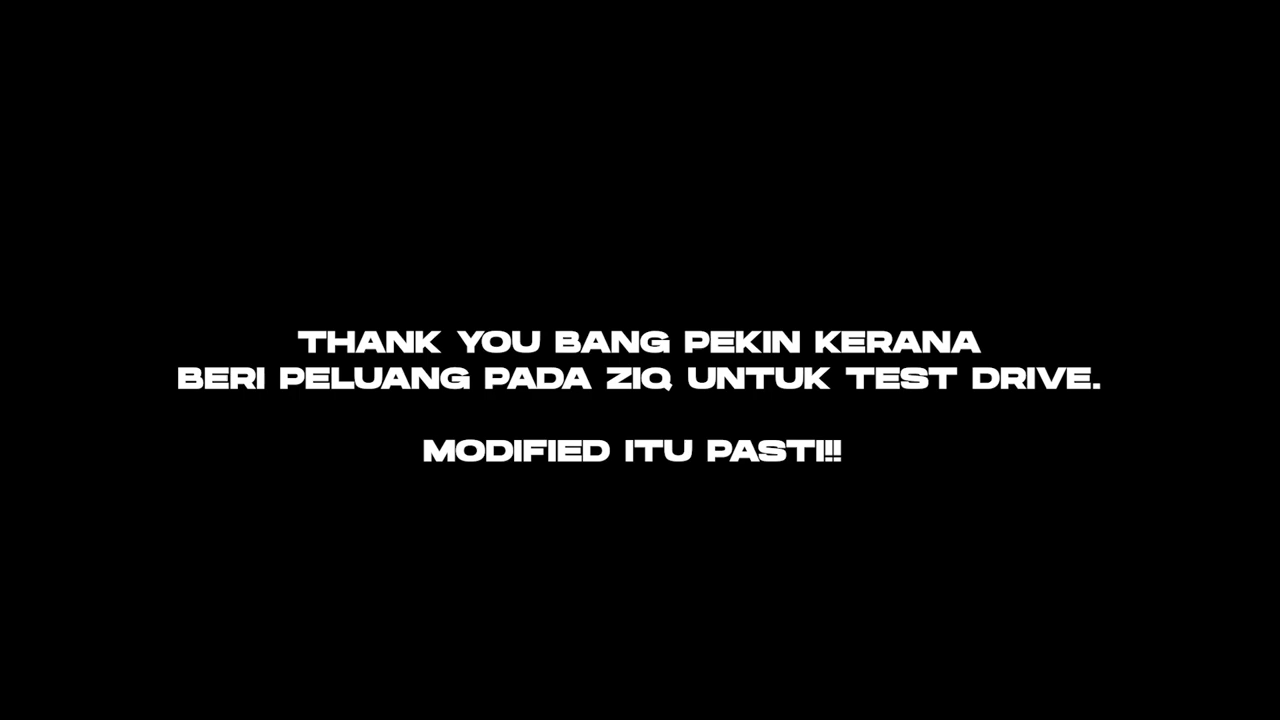 THANK YOU BANG PEKIN KERANA
BERI PELUANG PADA ZIQ UNTUK TEST DRIVE.
MODIFIED ITU PASTI!!!